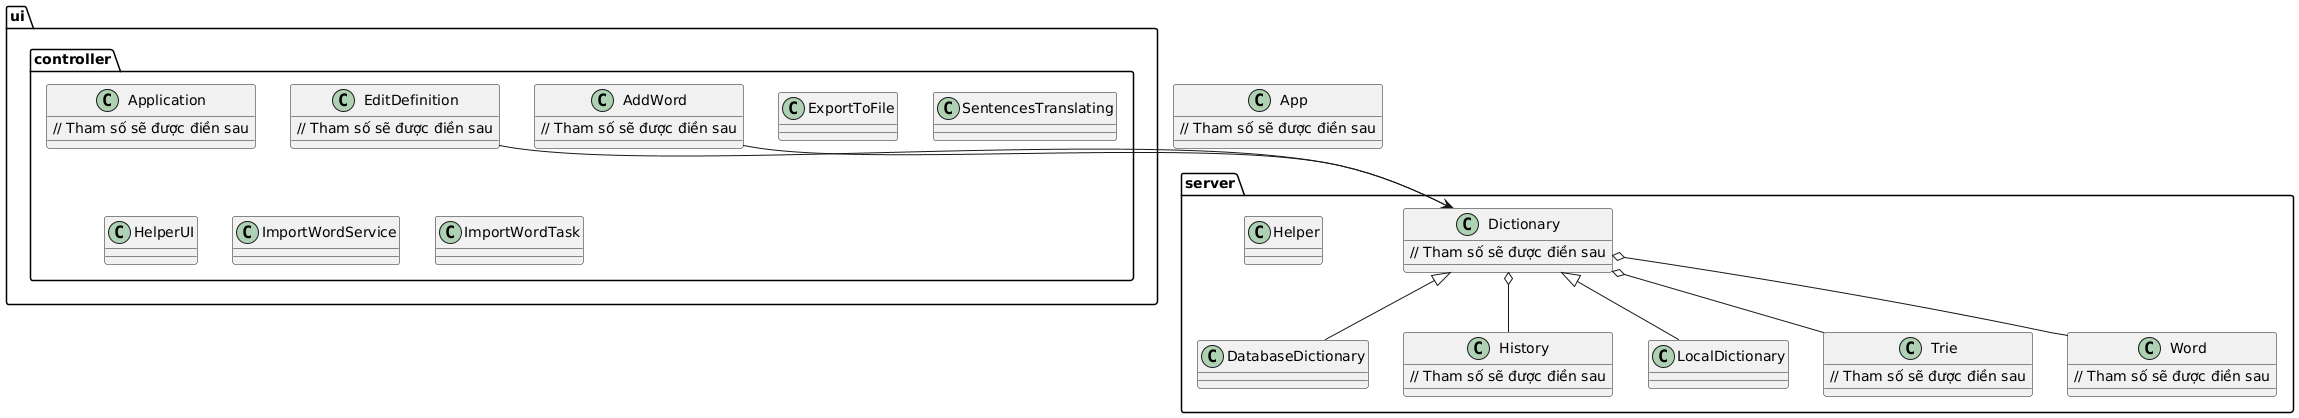 ui
controller
C Application
// Tham số sẽ được điền sau
C EditDefinition
// Tham số sẽ được điền sau
C AddWord
// Tham số sẽ được điền sau
C ExportToFile
C SentencesTranslating
C App
// Tham số sẽ được điền sau
C HelperUI
C ImportWordService
C ImportWordTask
server
C Helper
C Dictionary
// Tham số sẽ được điền sau
C DatabaseDictionary
C History
// Tham số sẽ được điền sau
C LocalDictionary
C Trie
// Tham số sẽ được điền sau
C Word
// Tham số sẽ được điền sau